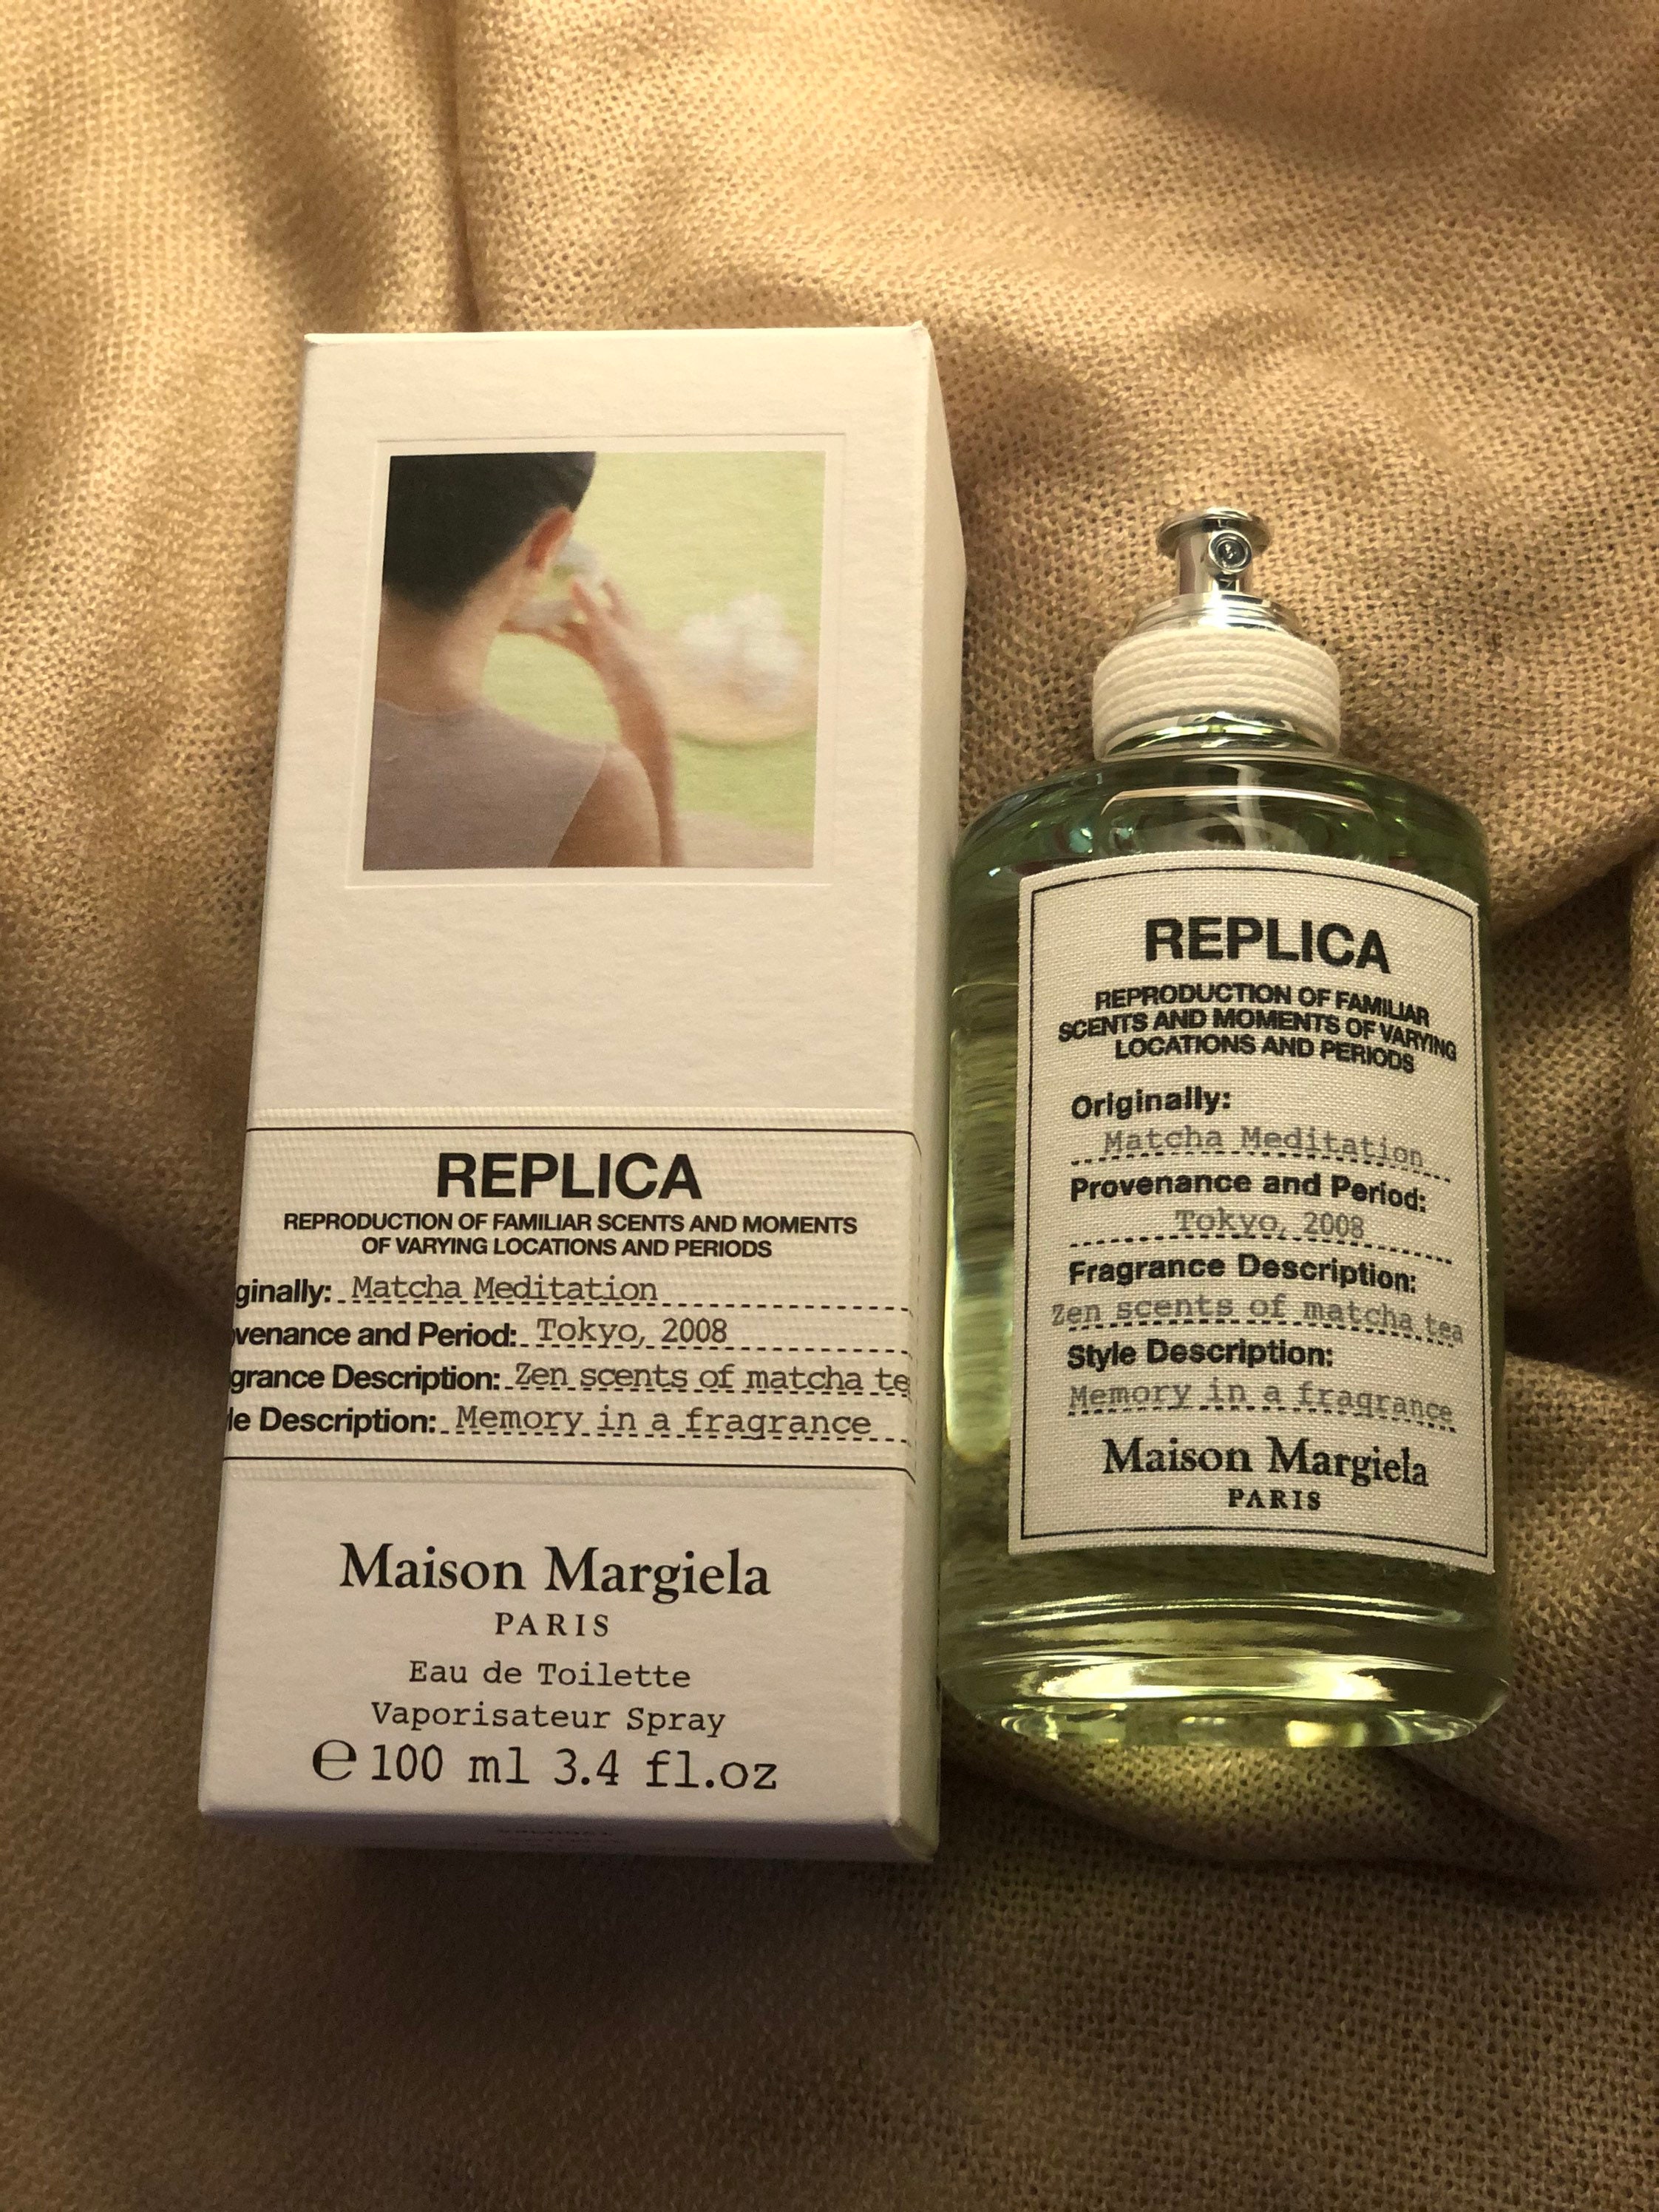 REPLICA
REPRODUCTION OF FAMILIAR SCENTS AND MOMENTS
OF VARYING LOCATIONS AND PERIODS
ginally: Matcha Meditation
venance and Period: Tokyo, 2008
grance Description: Zen scents of matcha te
le Description: Memory in a fragrance
Maison Margiela
PARIS
Eau de Toilette
Vaporisateur Spray
℮ 100 ml 3.4 fl.oz
REPLICA
REPRODUCTION OF FAMILIAR
SCENTS AND MOMENTS OF VARYING
LOCATIONS AND PERIODS
Originally:
Matcha Meditation
Provenance and Period:
Tokyo, 2008
Fragrance Description:
Zen scents of matcha tea
Style Description:
Memory in a fragrance
Maison Margiela
PARIS